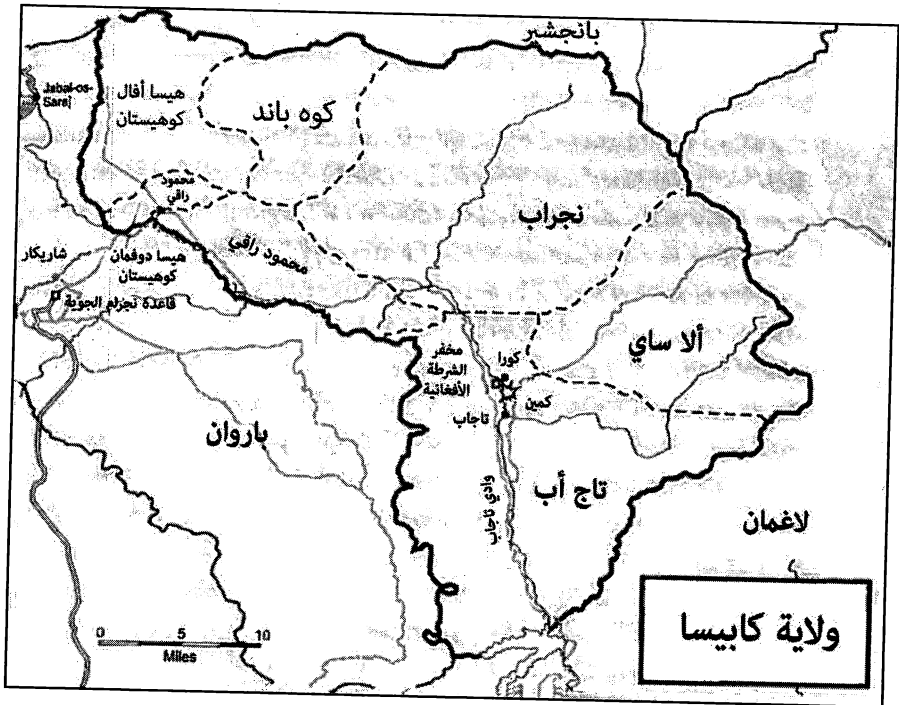 بانجشير
Jabal-os-
Saraj
هيسا أفال
كوهيستان
كوه باند
محمود
راقي
نجراب
محمود راقي
شاريكار
هيسا دوفمان
كوهيستان
قاعدة تجزلم الجوية
ألا ساي
مخفر
الشرطة
الأفغانية
كورا
كمين
تاجاب
باروان
وادي تاجاب
تاج أب
لاغمان
0 5 10
Miles
ولاية كابيسا